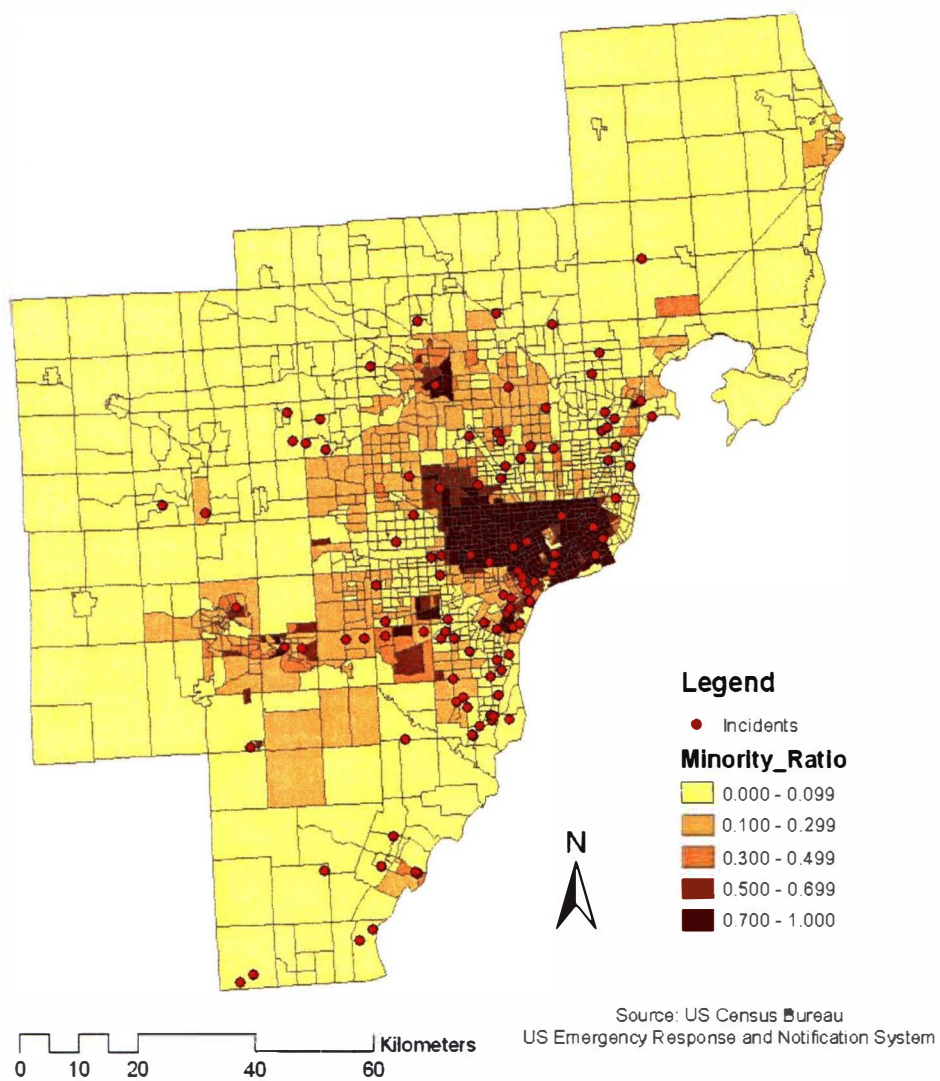 Legend
Incidents
Minority_Ratio
0.000 - 0.099
0.100 - 0.299
0.300 - 0.499
0.500 - 0.699
0.700 - 1.000
N
Source: US Census Bureau
US Emergency Response and Notification System
Kilometers
0 10 20 40 60